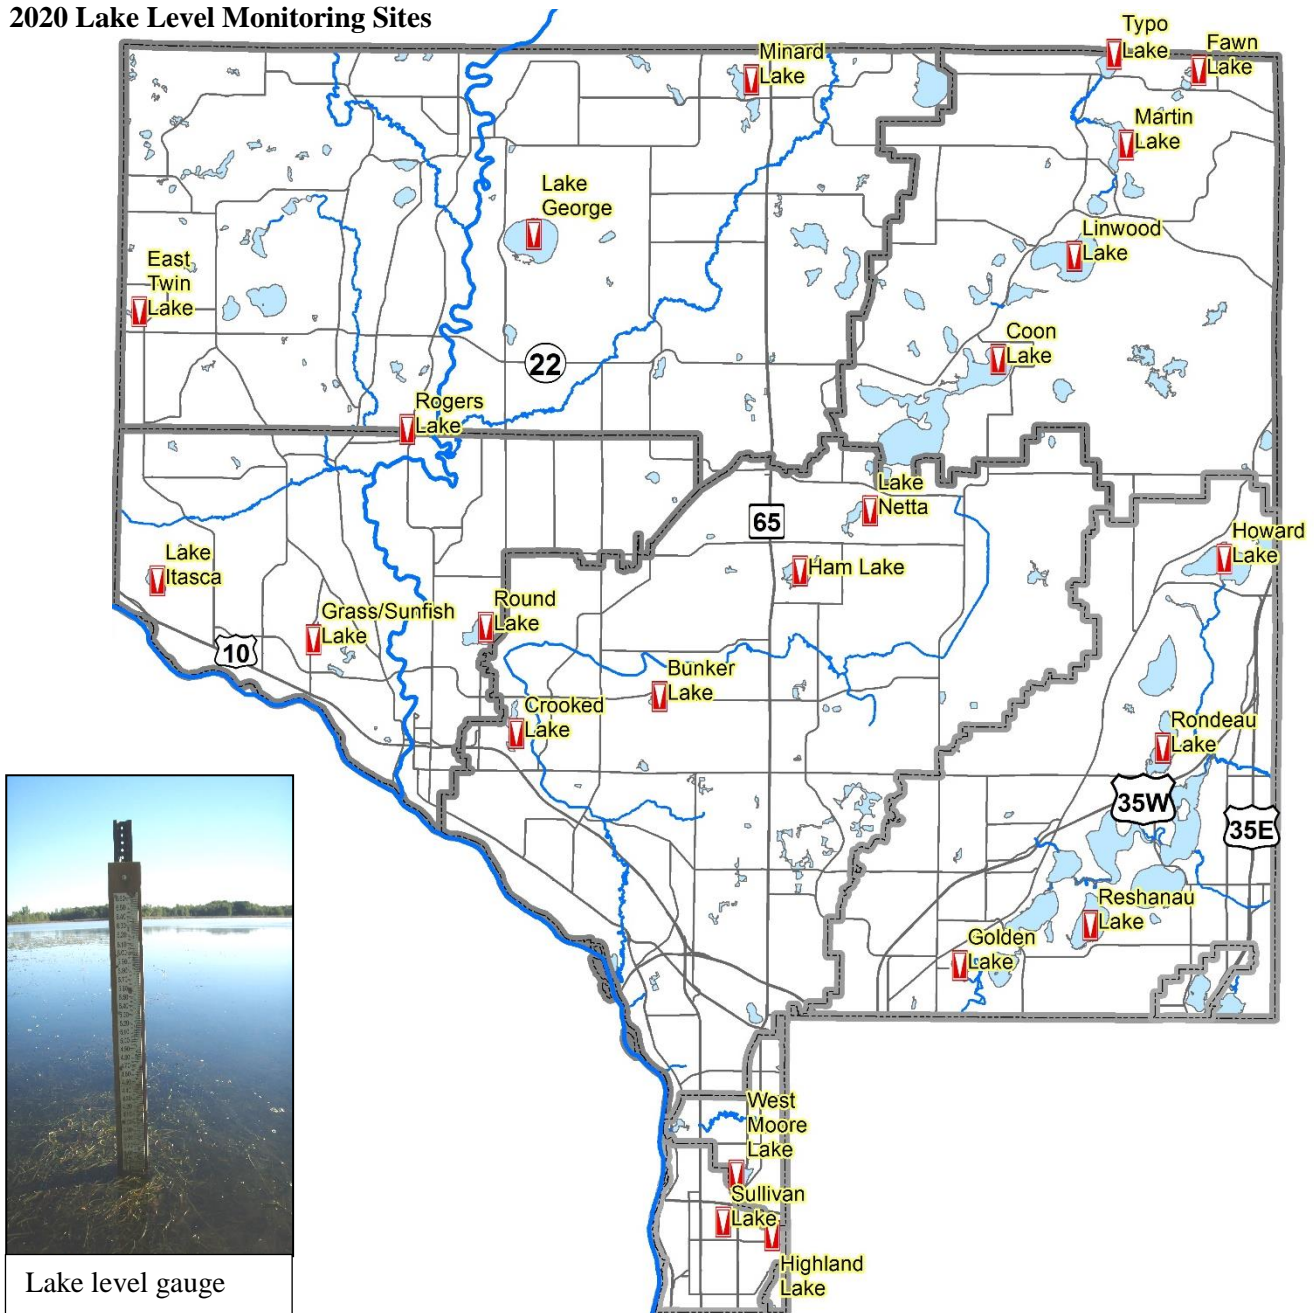 2020 Lake Level Monitoring Sites
Typo
Lake
Fawn
Lake
Minard
Lake
Martin
Lake
Lake
George
Linwood
Lake
East
Twin
Lake
Coon
Lake
22
Rogers
Lake
Lake
Netta
65
Howard
Lake
Lake
Itasca
Ham Lake
Grass/Sunfish
Lake
Round
Lake
10
Bunker
Lake
Crooked
Lake
Rondeau
Lake
35W
35E
Reshanau
Lake
Golden
Lake
West
Moore
Lake
Sullivan
Lake
Highland
Lake
Lake level gauge